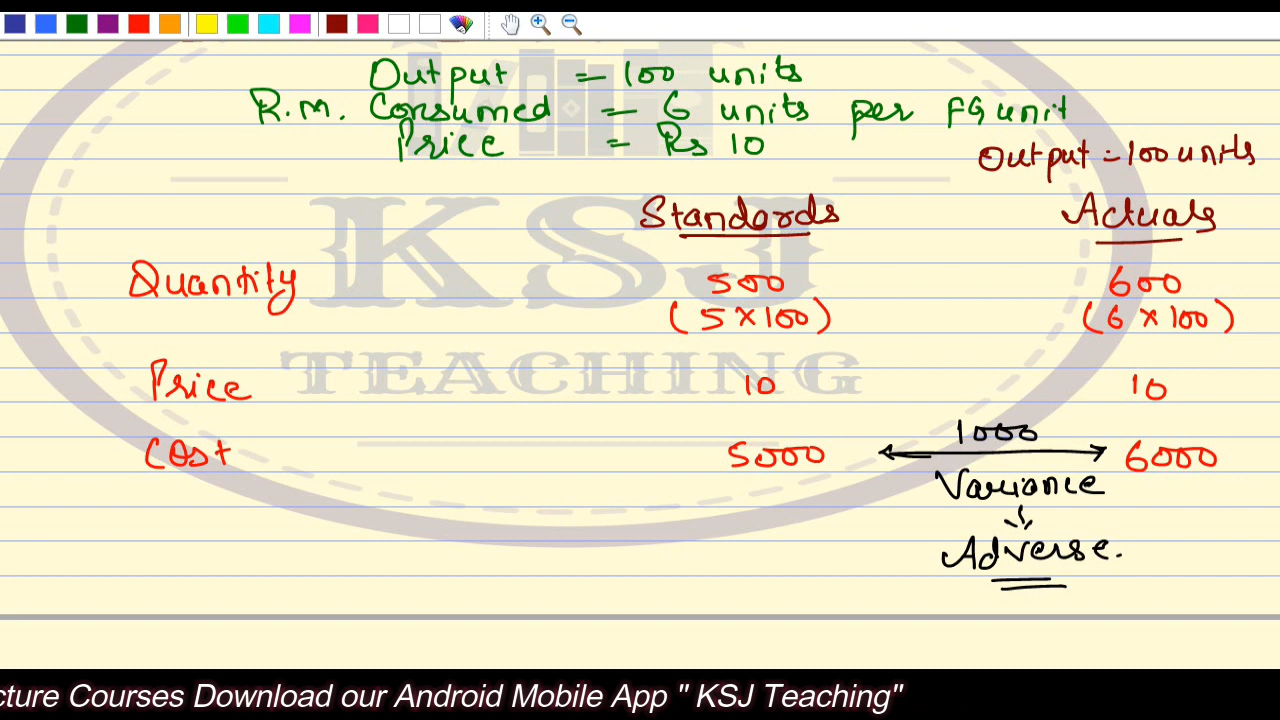 Output = 100 units
R.M. Consumed = 6 units per FG unit
Price = Rs 10
Output = 100 units
Standards Actuals
Quantity 500 600
(5 × 100) (6 × 100)
KSJ
TEACHING
Price 10 10
1000
Cost 5000 6000
Variance
Adverse.
cture Courses Download our Android Mobile App " KSJ Teaching"